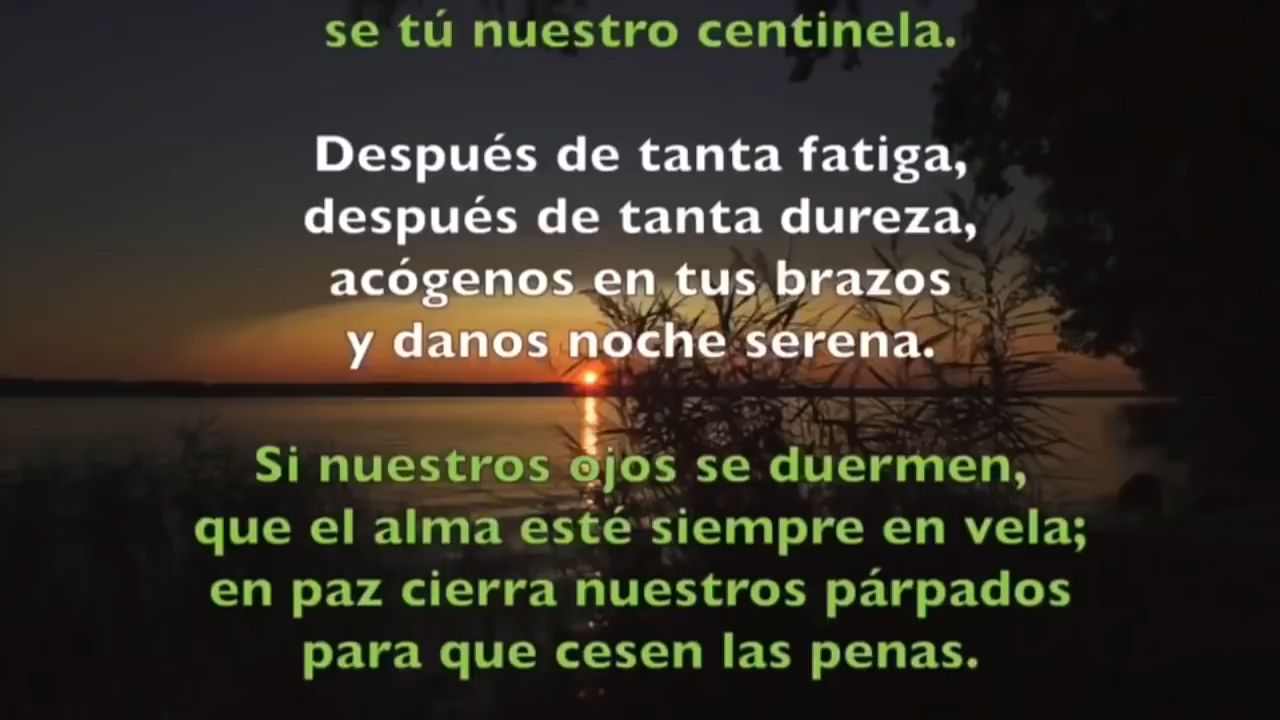 se tú nuestro centinela.
Después de tanta fatiga,
después de tanta dureza,
acógenos en tus brazos
y danos noche serena.
Si nuestros ojos se duermen,
que el alma esté siempre en vela;
en paz cierra nuestros párpados
para que cesen las penas.